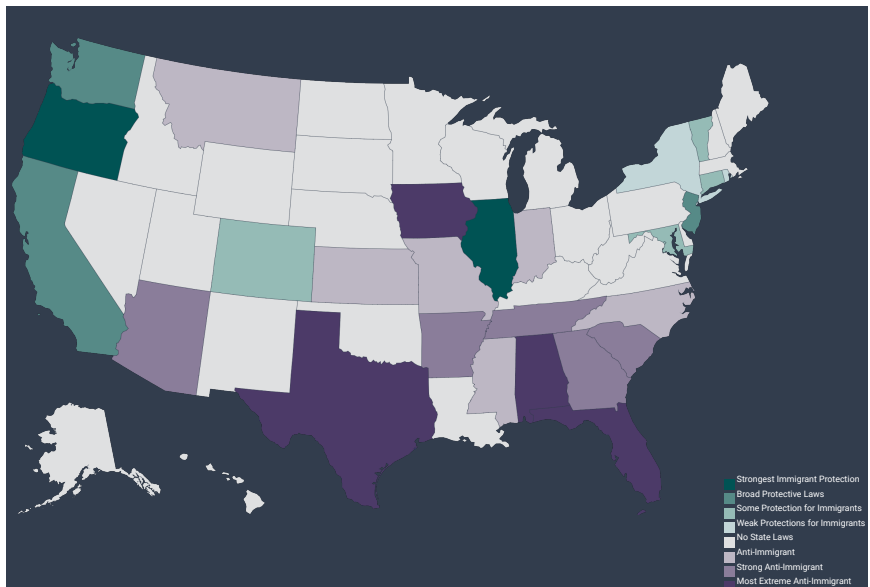 Strongest Immigrant Protection
Broad Protective Laws
Some Protection for Immigrants
Weak Protections for Immigrants
No State Laws
Anti-Immigrant
Strong Anti-Immigrant
Most Extreme Anti-Immigrant